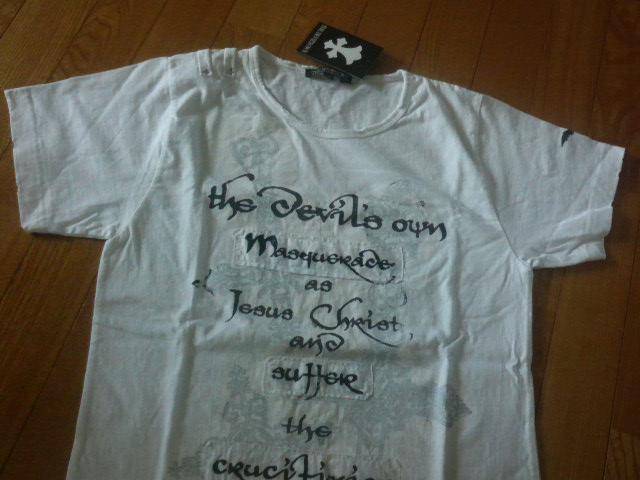 the Devil's own
Masquerade,
as
Jesus Christ,
and
suffer
the